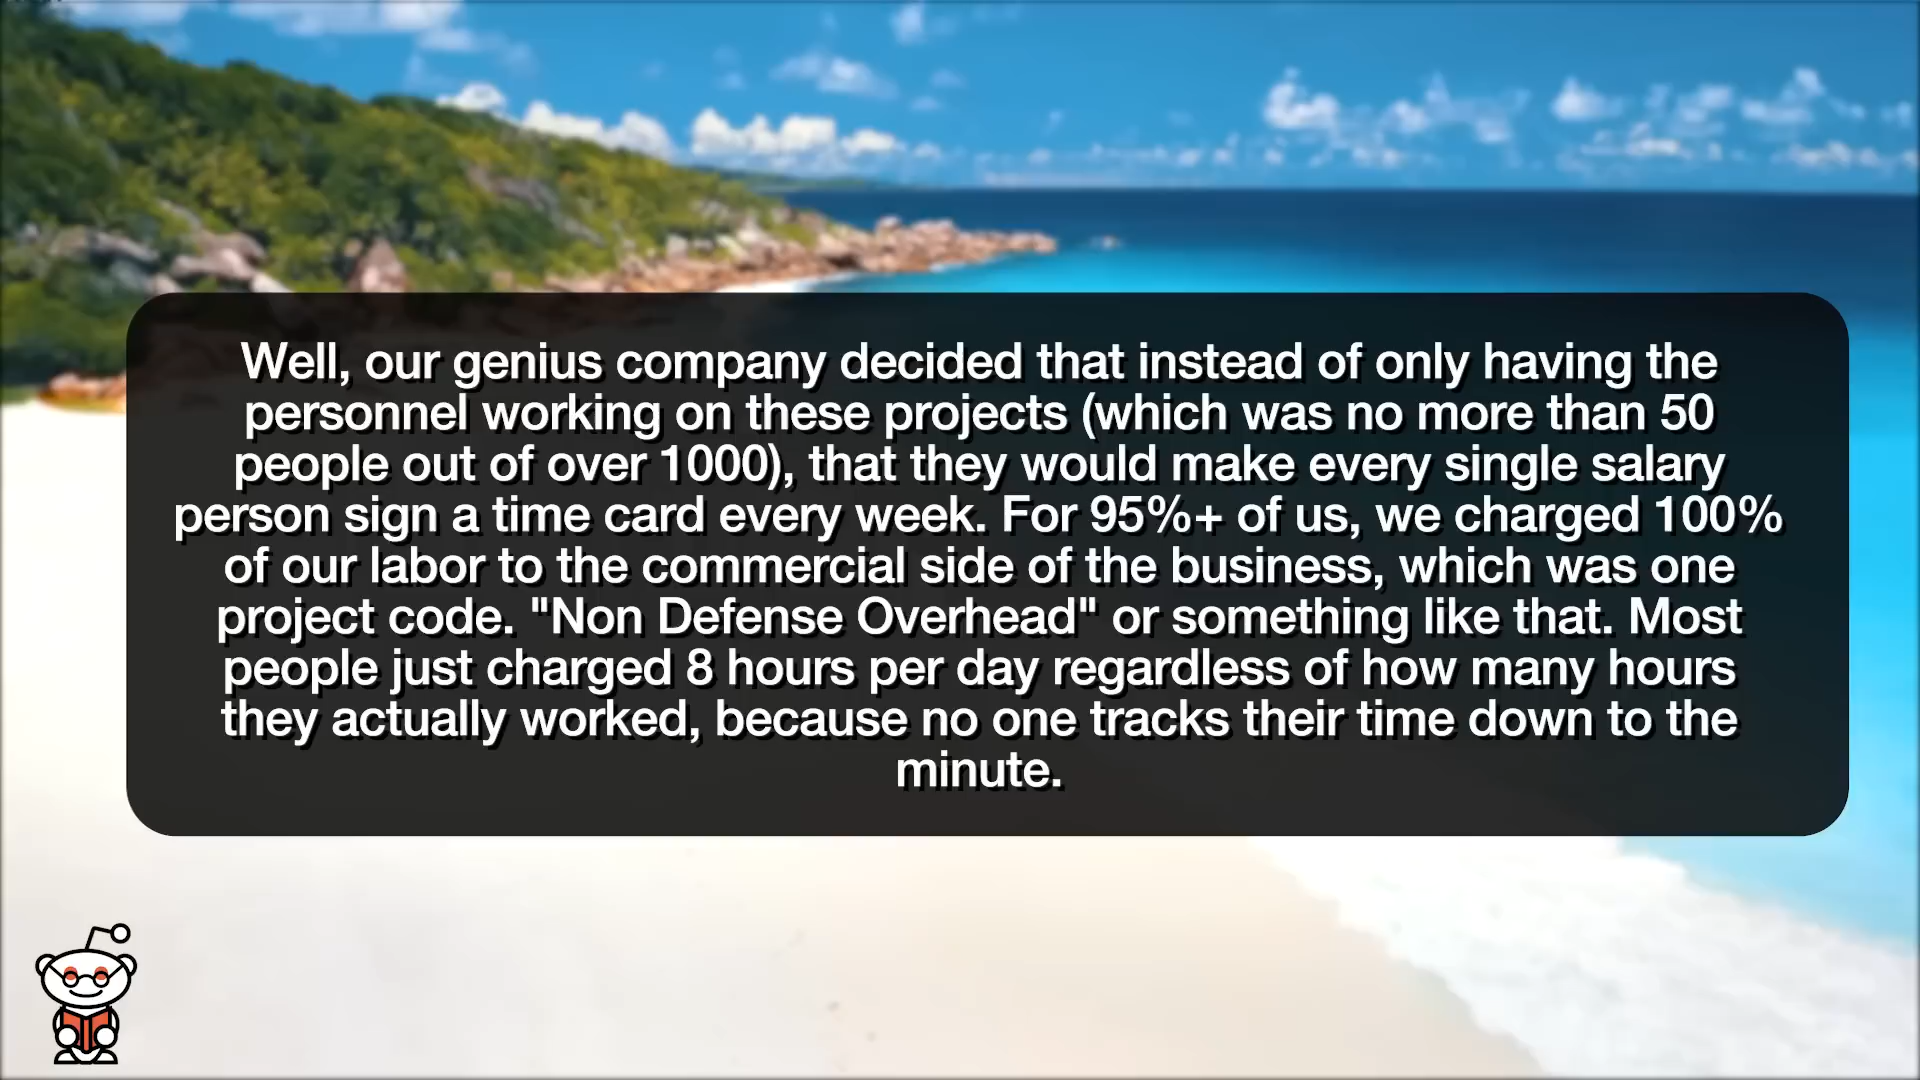 Well, our genius company decided that instead of only having the
personnel working on these projects (which was no more than 50
people out of over 1000), that they would make every single salary
person sign a time card every week. For 95%+ of us, we charged 100%
of our labor to the commercial side of the business, which was one
project code. "Non Defense Overhead" or something like that. Most
people just charged 8 hours per day regardless of how many hours
they actually worked, because no one tracks their time down to the
minute.